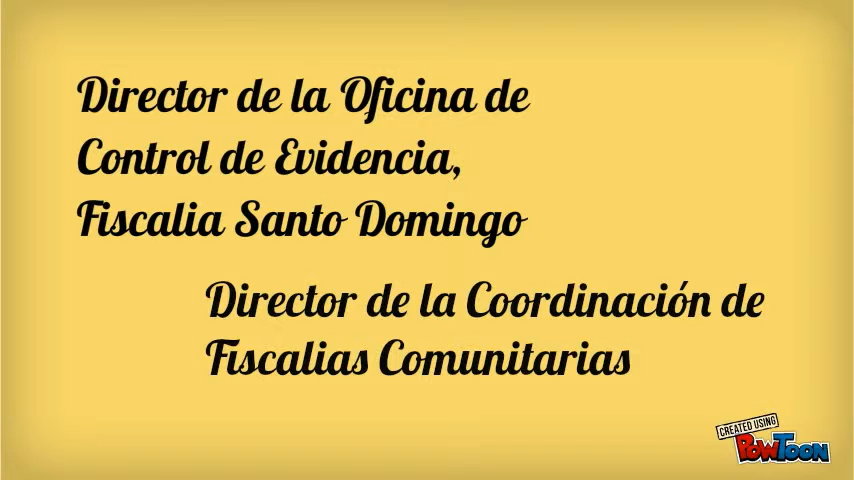 Director de la Oficina de
Control de Evidencia,
Fiscalia Santo Domingo
Director de la Coordinación de
Fiscalias Comunitarias
CREATED USING
POWTOON